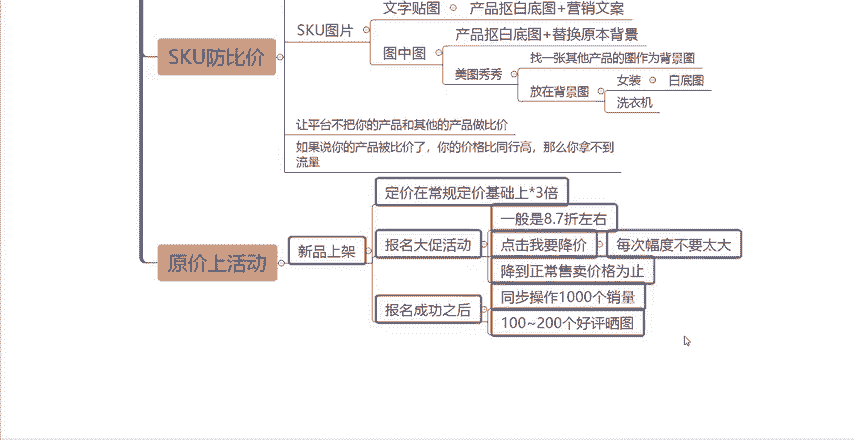 文字贴图
产品抠白底图+营销文案
SKU图片
产品抠白底图+替换原本背景
图中图
找一张其他产品的图作为背景图
SKU防比价
美图秀秀
女装
白底图
放在背景图
洗衣机
让平台不把你的产品和其他的产品做比价
如果说你的产品被比价了，你的价格比同行高，那么你拿不到
流量
定价在常规定价基础上*3倍
一般是8.7折左右
新品上架
报名大促活动
点击我要降价
每次幅度不要太大
原价上活动
降到正常售卖价格为止
同步操作1000个销量
报名成功之后
100~200个好评晒图